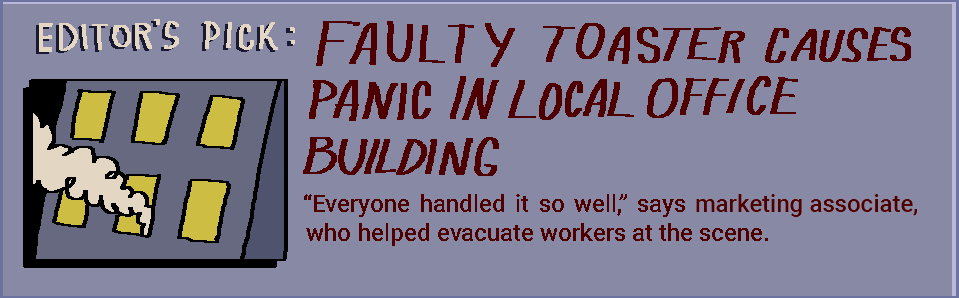 EDITOR'S PICK:
FAULTY TOASTER CAUSES
PANIC IN LOCAL OFFICE
BUILDING
“Everyone handled it so well,” says marketing associate,
who helped evacuate workers at the scene.